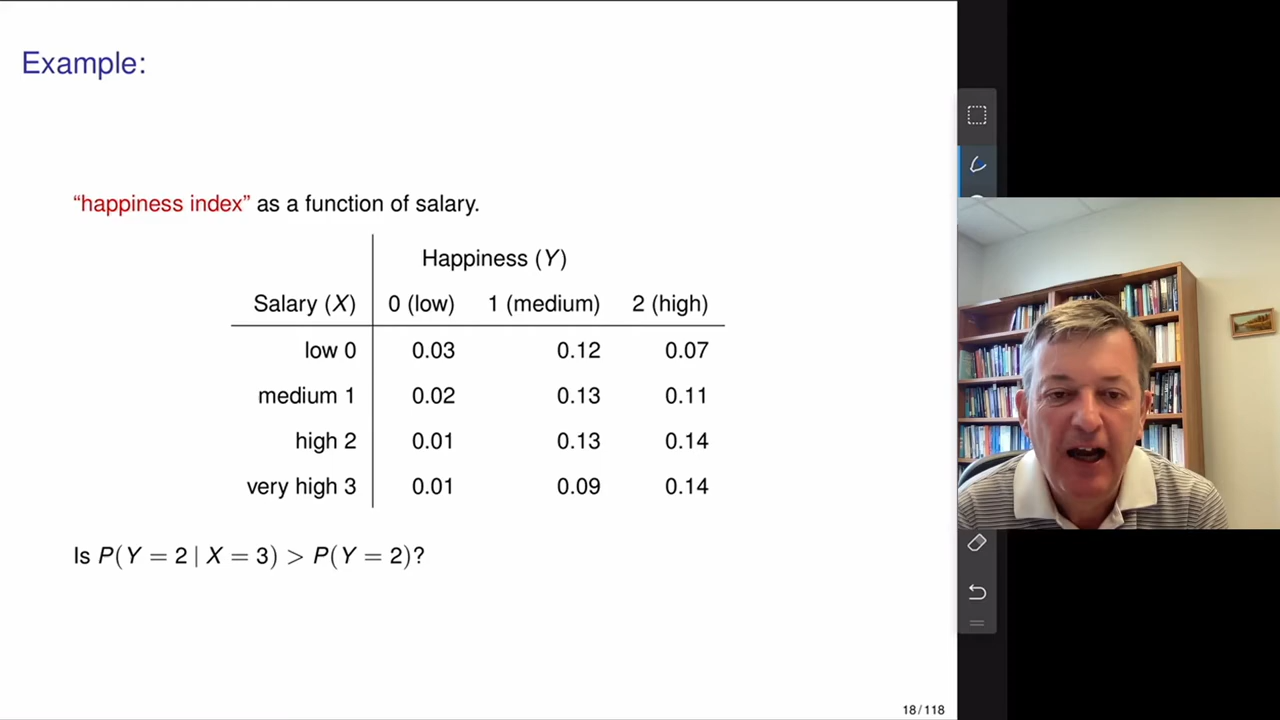 Example:
“happiness index” as a function of salary.
Happiness (Y)
Salary (X) 0 (low) 1 (medium) 2 (high)
low 0 0.03 0.12 0.07
medium 1 0.02 0.13 0.11
high 2 0.01 0.13 0.14
very high 3 0.01 0.09 0.14
Is P(Y = 2 | X = 3) > P(Y = 2)?
18 / 118